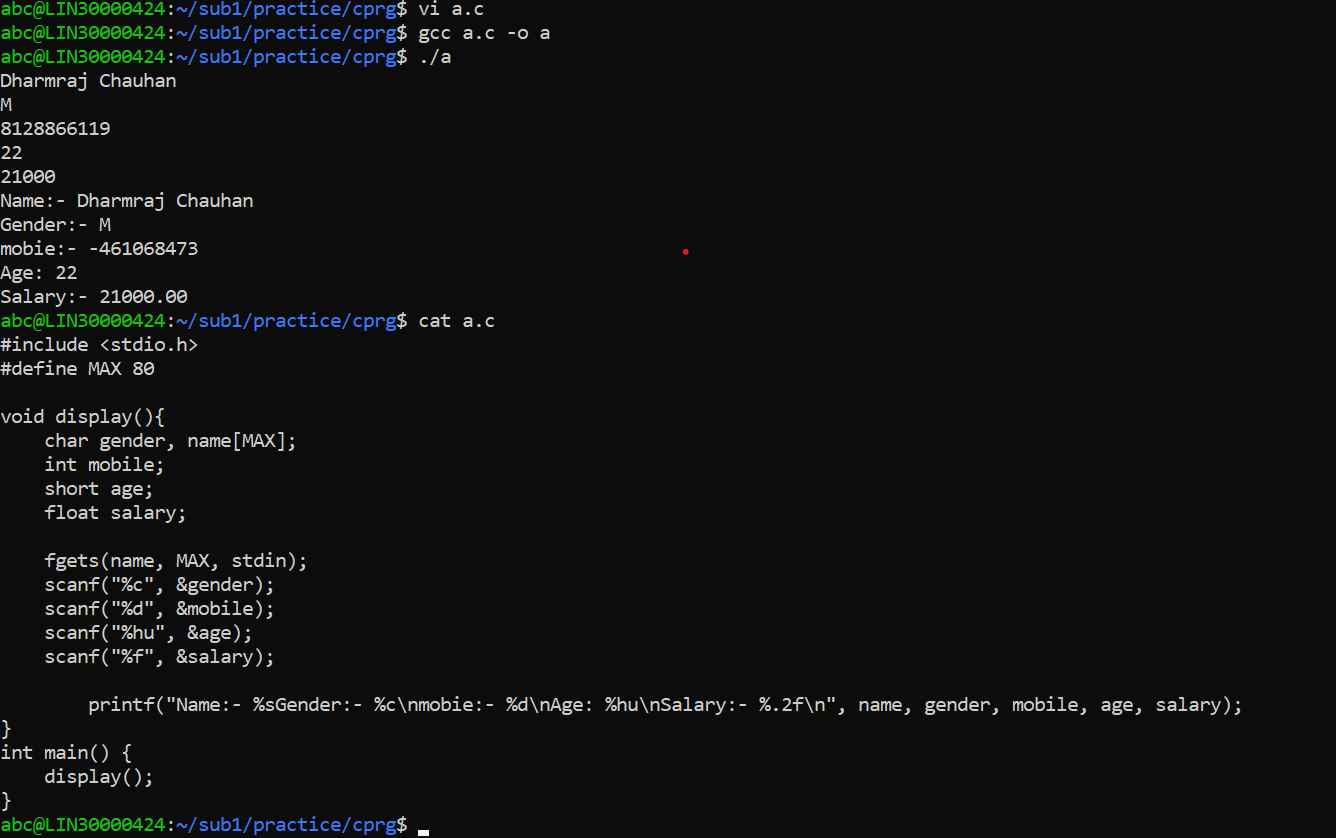 abc@LIN30000424:~/sub1/practice/cprg$ vi a.c
abc@LIN30000424:~/sub1/practice/cprg$ gcc a.c -o a
abc@LIN30000424:~/sub1/practice/cprg$ ./a
Dharmraj Chauhan
M
8128866119
22
21000
Name:- Dharmraj Chauhan
Gender:- M
mobie:- -461068473
Age: 22
Salary:- 21000.00
abc@LIN30000424:~/sub1/practice/cprg$ cat a.c
#include <stdio.h>
#define MAX 80

void display(){
    char gender, name[MAX];
    int mobile;
    short age;
    float salary;

    fgets(name, MAX, stdin);
    scanf("%c", &gender);
    scanf("%d", &mobile);
    scanf("%hu", &age);
    scanf("%f", &salary);

        printf("Name:- %sGender:- %c\nmobie:- %d\nAge: %hu\nSalary:- %.2f\n", name, gender, mobile, age, salary);
}
int main() {
    display();
}
abc@LIN30000424:~/sub1/practice/cprg$